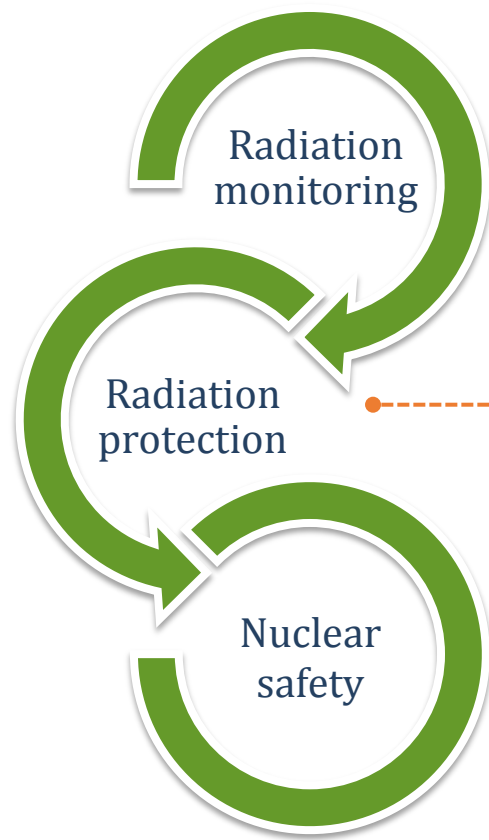 Radiation
monitoring
Radiation
protection
Nuclear
safety